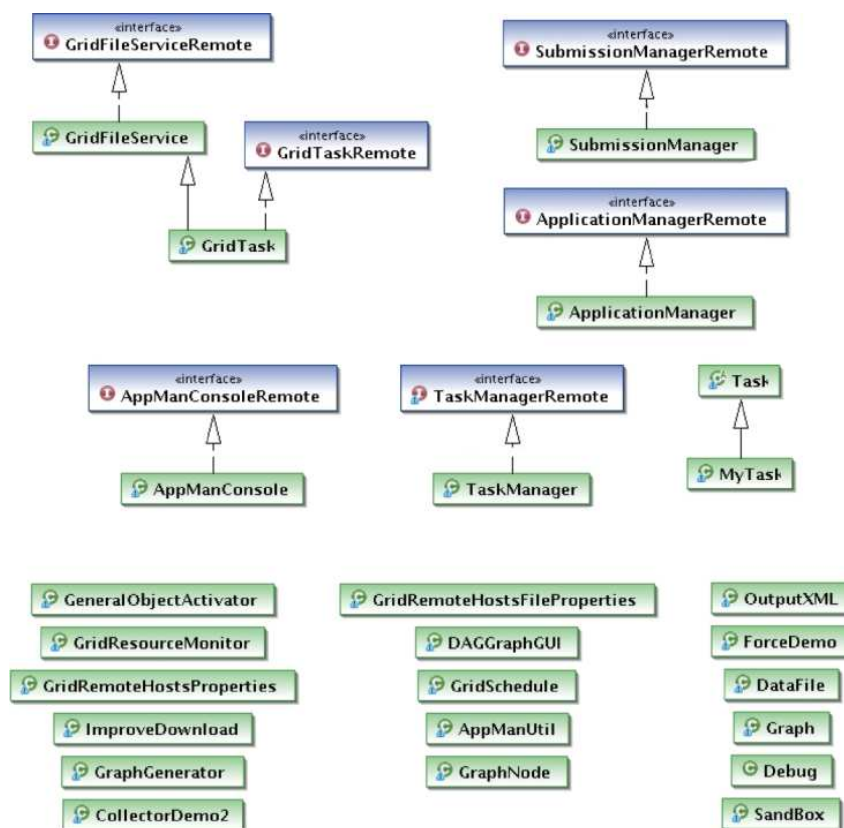 «interface»
GridFileServiceRemote
«interface»
SubmissionManagerRemote
GridFileService
«interface»
GridTaskRemote
SubmissionManager
«interface»
ApplicationManagerRemote
GridTask
ApplicationManager
«interface»
AppManConsoleRemote
«interface»
TaskManagerRemote
Task
AppManConsole
TaskManager
MyTask
GeneralObjectActivator
GridResourceMonitor
GridRemoteHostsProperties
ImproveDownload
GraphGenerator
CollectorDemo2
GridRemoteHostsFileProperties
DAGGraphGUI
GridSchedule
AppManUtil
GraphNode
OutputXML
ForceDemo
DataFile
Graph
Debug
SandBox